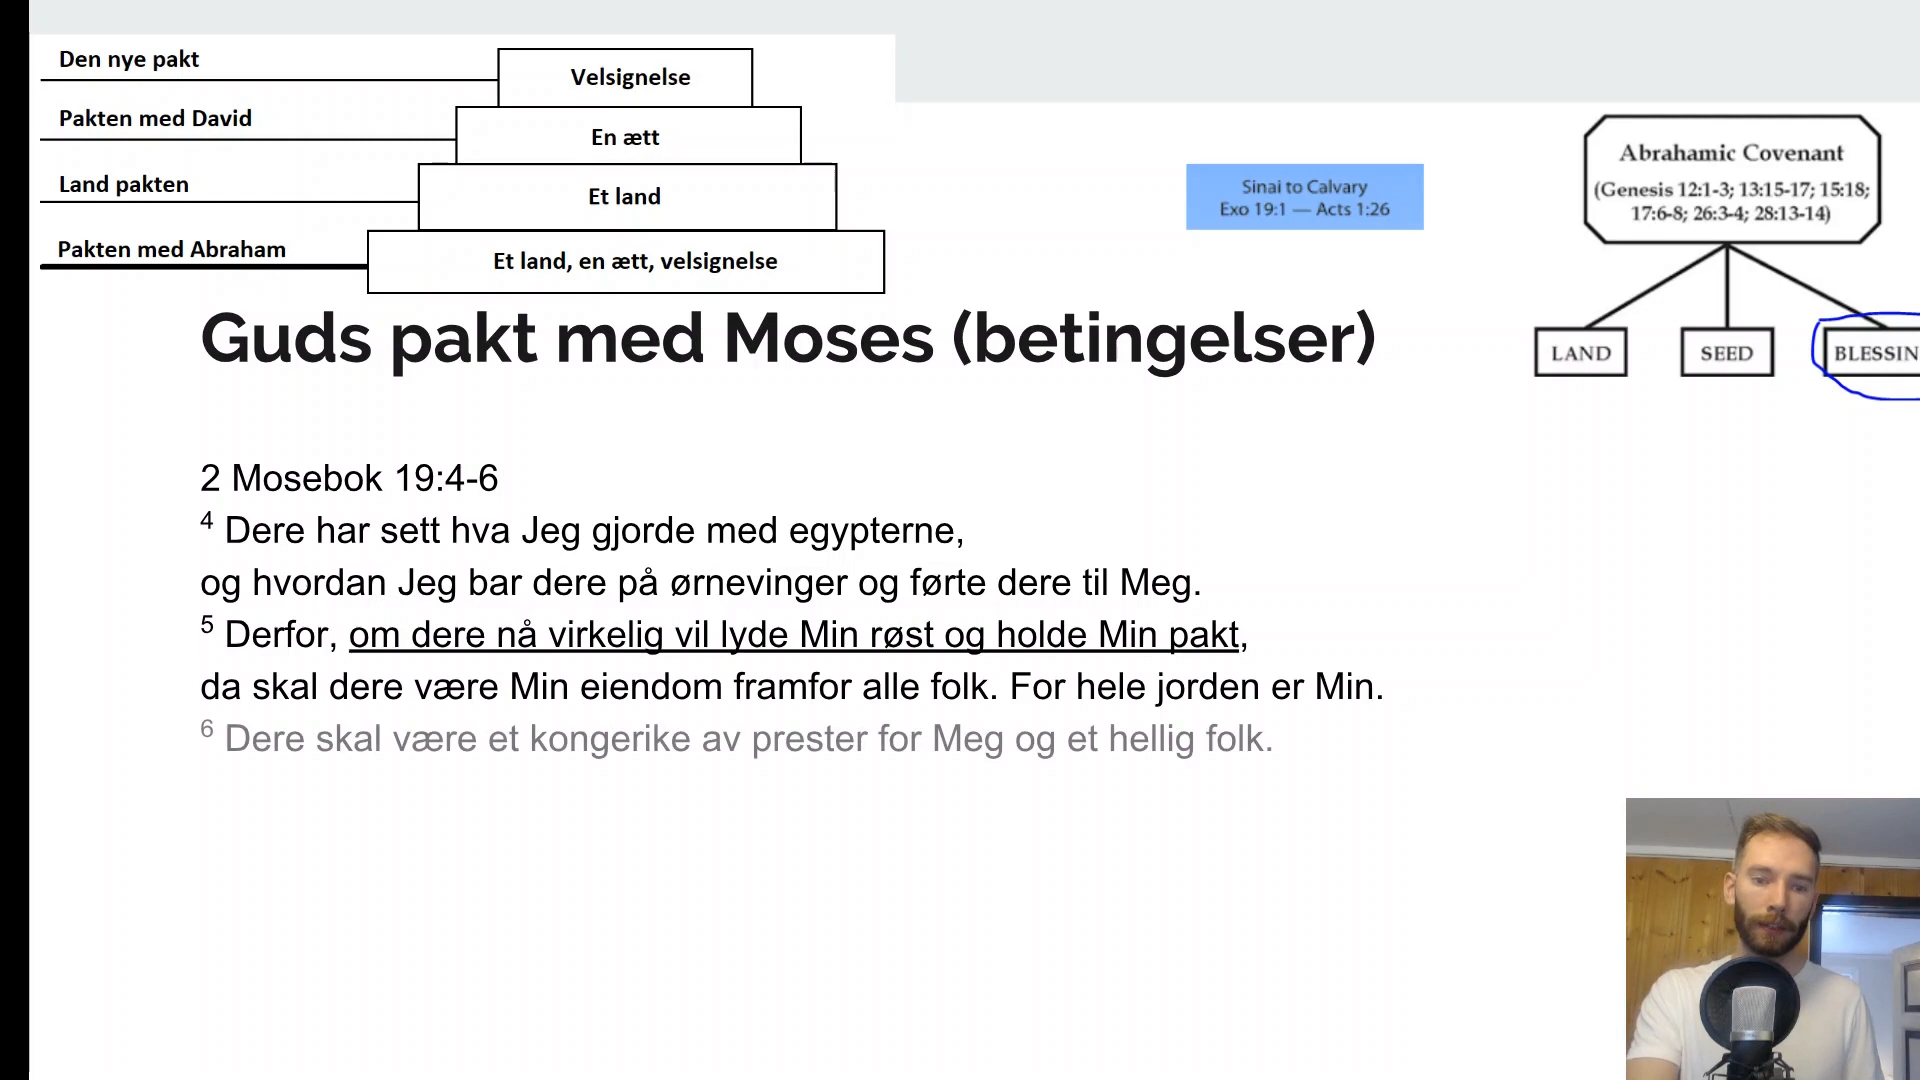 Den nye pakt
Velsignelse
Pakten med David
En ætt
Land pakten
Et land
Pakten med Abraham
Et land, en ætt, velsignelse
Sinai to Calvary
Exo 19:1 — Acts 1:26
Abrahamic Covenant
(Genesis 12:1-3; 13:15-17; 15:18;
17:6-8; 26:3-4; 28:13-14)
LAND
SEED
BLESSIN
Guds pakt med Moses (betingelser)
2 Mosebok 19:4-6
4 Dere har sett hva Jeg gjorde med egypterne,
og hvordan Jeg bar dere på ørnevinger og førte dere til Meg.
5 Derfor, om dere nå virkelig vil lyde Min røst og holde Min pakt,
da skal dere være Min eiendom framfor alle folk. For hele jorden er Min.
6 Dere skal være et kongerike av prester for Meg og et hellig folk.